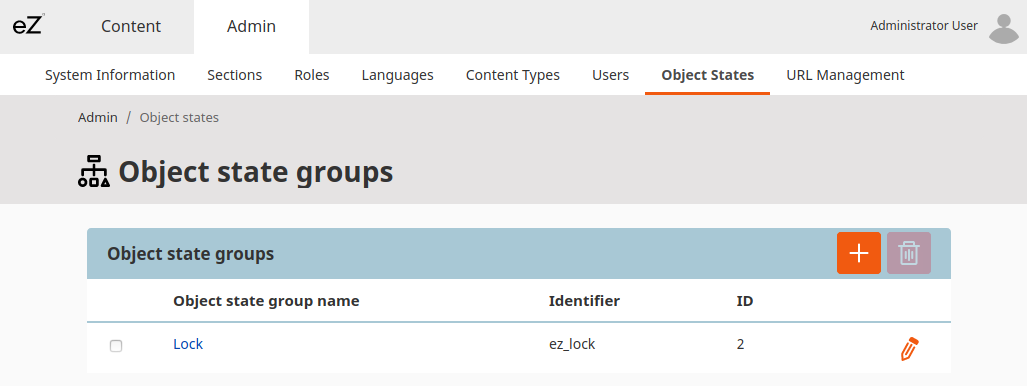 eZ Content Admin Administrator User
System Information Sections Roles Languages Content Types Users Object States URL Management
Admin / Object states
Object state groups
Object state groups
Object state group name Identifier ID
Lock ez_lock 2